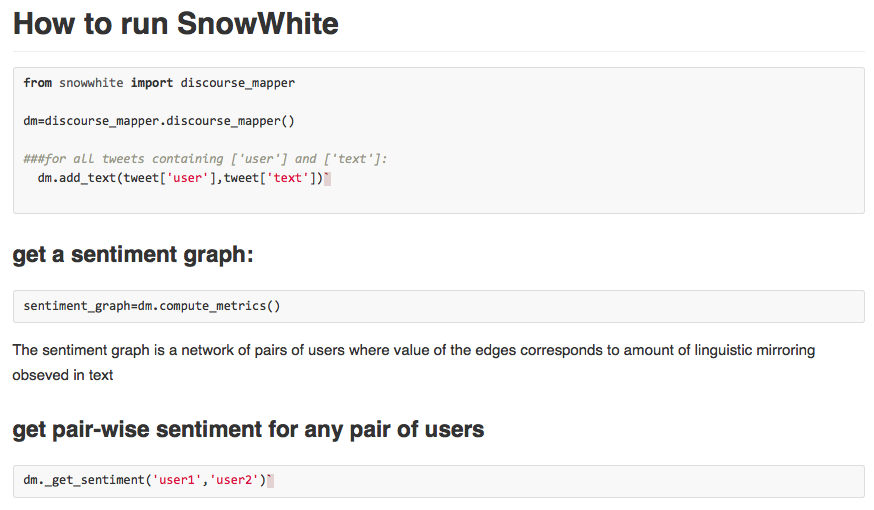 How to run SnowWhite
from snowwhite import discourse_mapper
dm=discourse_mapper.discourse_mapper()
###for all tweets containing ['user'] and ['text']:
  dm.add_text(tweet['user'],tweet['text'])`
get a sentiment graph:
sentiment_graph=dm.compute_metrics()
The sentiment graph is a network of pairs of users where value of the edges corresponds to amount of linguistic mirroring
obseved in text
get pair-wise sentiment for any pair of users
dm._get_sentiment('user1','user2')`